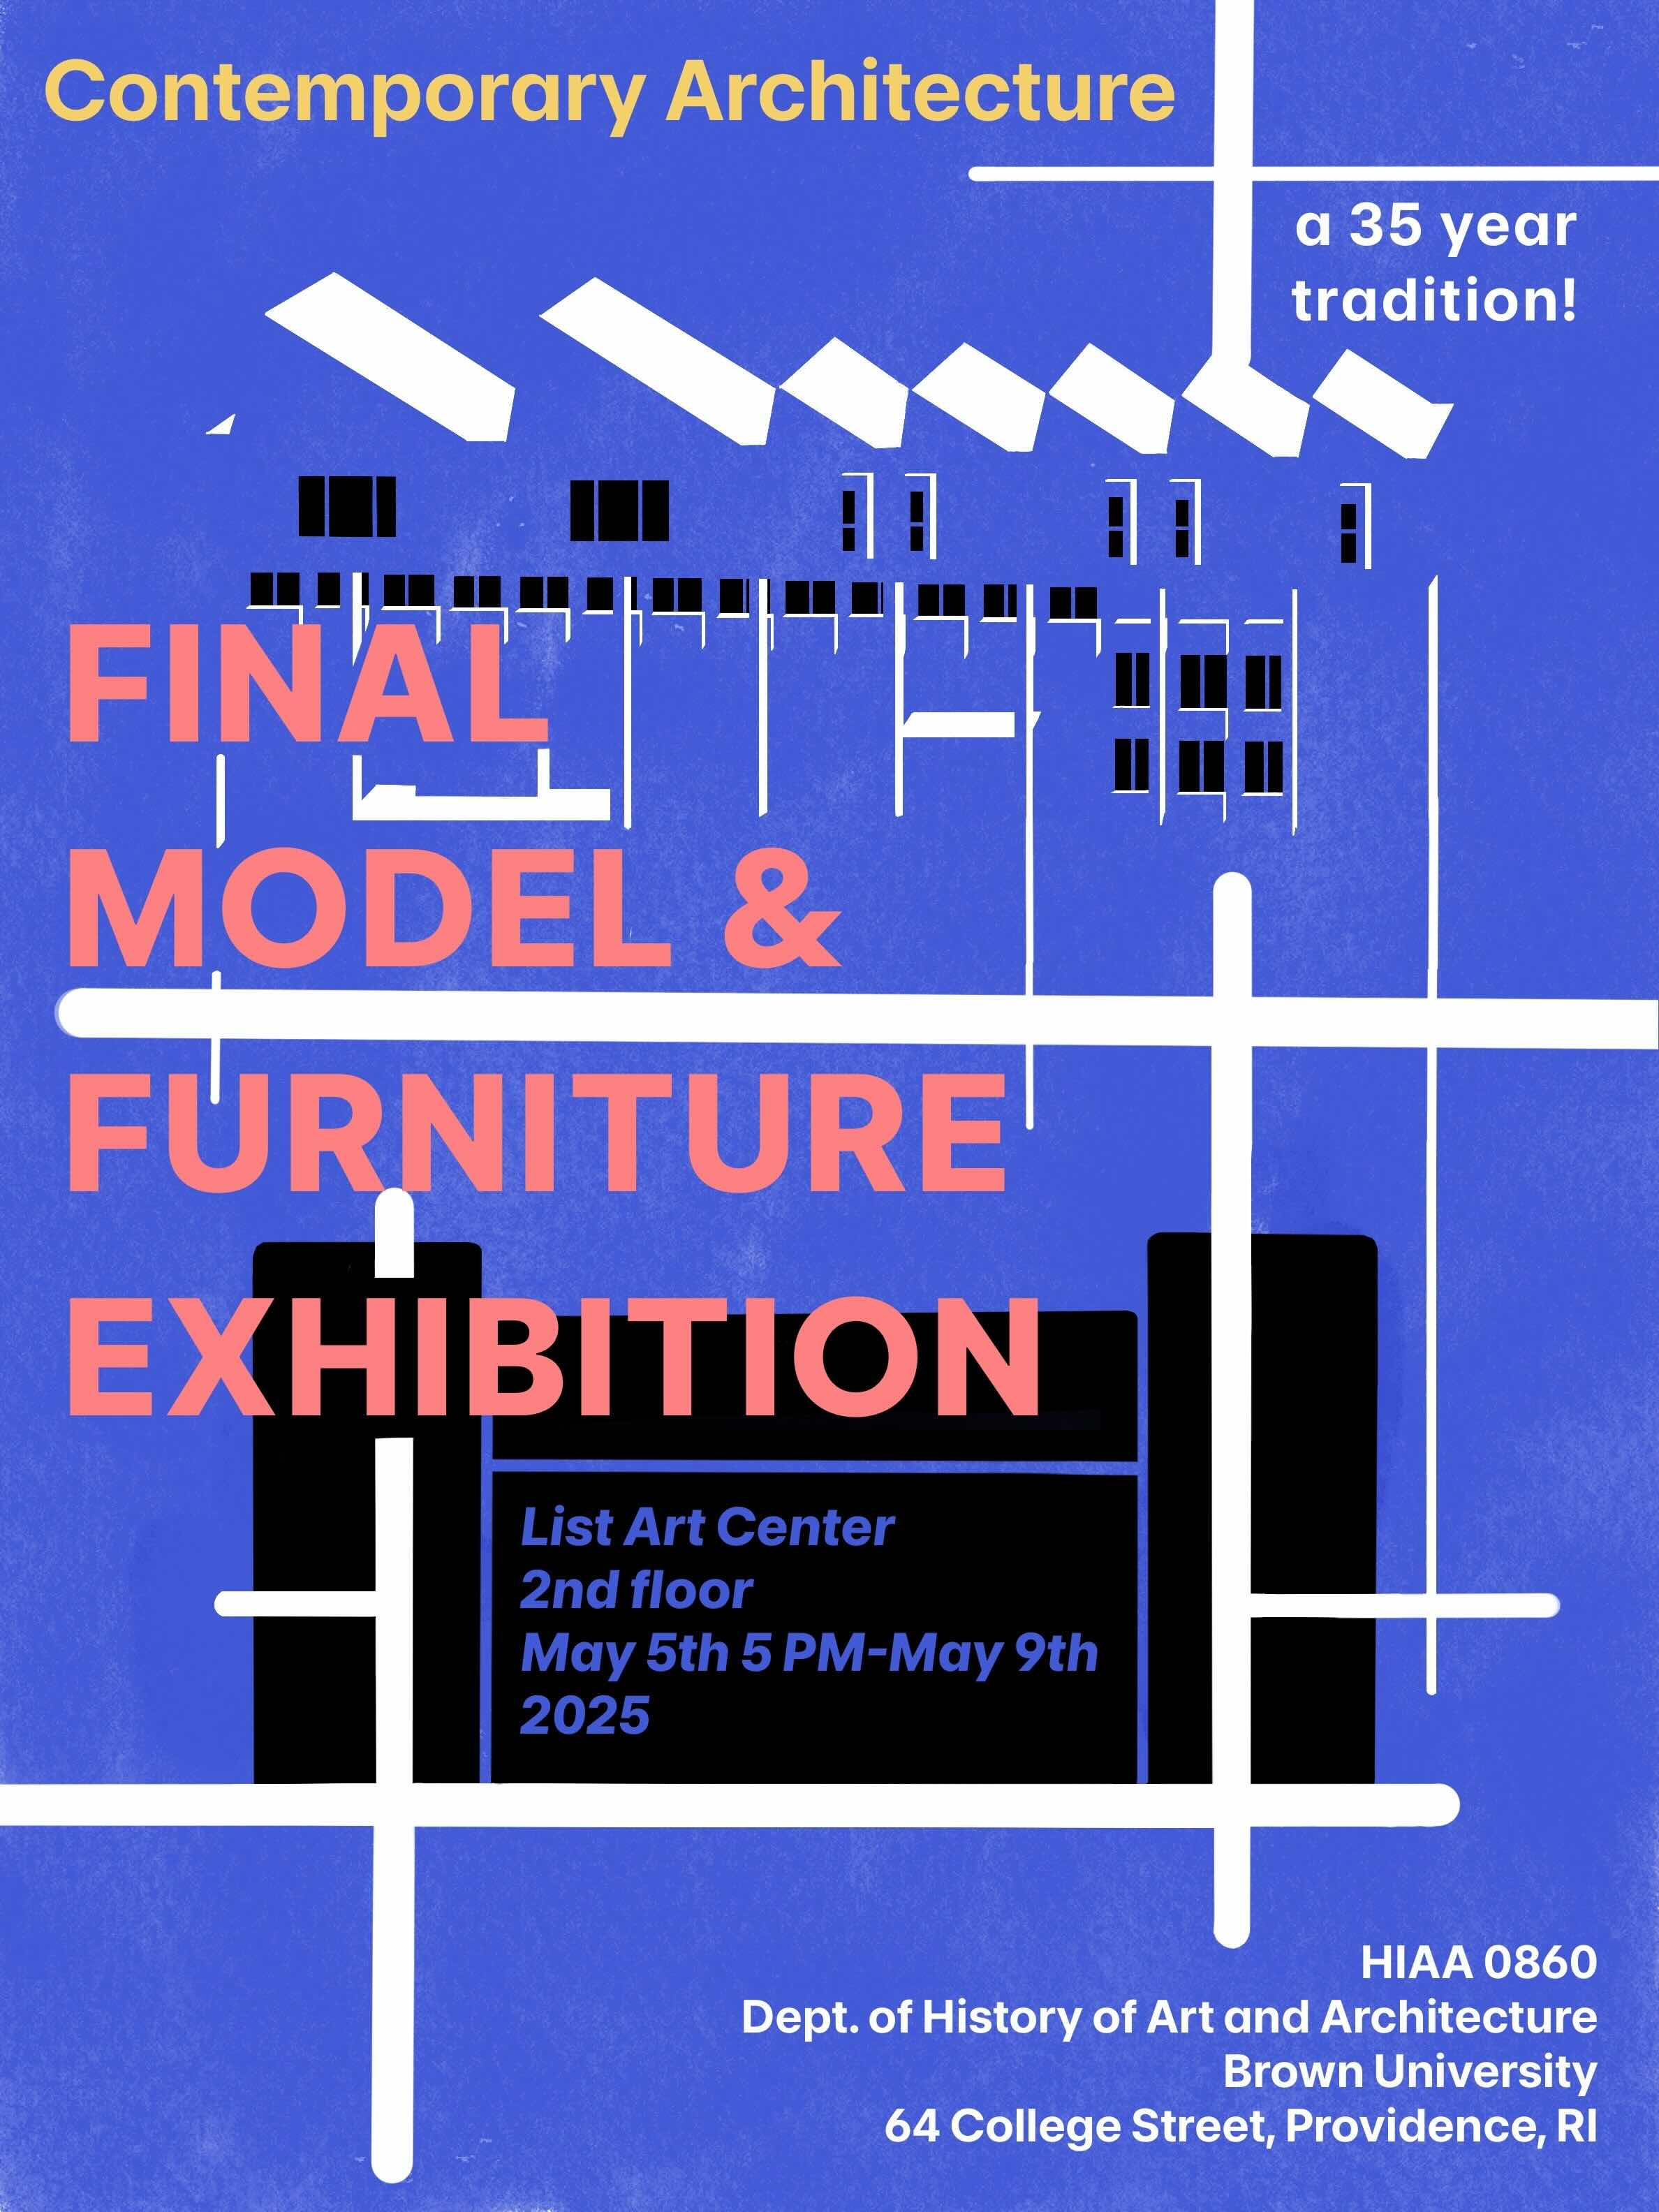 Contemporary Architecture
a 35 year
tradition!
FINAL
MODEL &
FURNITURE
EXHIBITION
List Art Center
2nd floor
May 5th 5 PM-May 9th
2025
HIAA 0860
Dept. of History of Art and Architecture
Brown University
64 College Street, Providence, RI